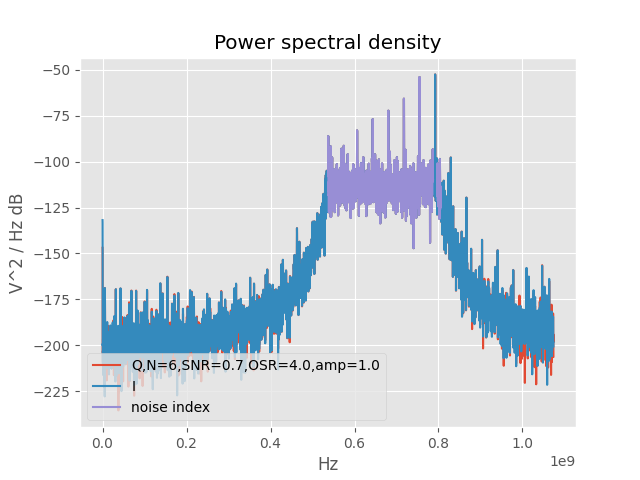 Power spectral density
V^2 / Hz dB
−50
−75
−100
−125
−150
−175
−200
−225
Q,N=6,SNR=0.7,OSR=4.0,amp=1.0
I
noise index
0.0 0.2 0.4 0.6 0.8 1.0
1e9
Hz